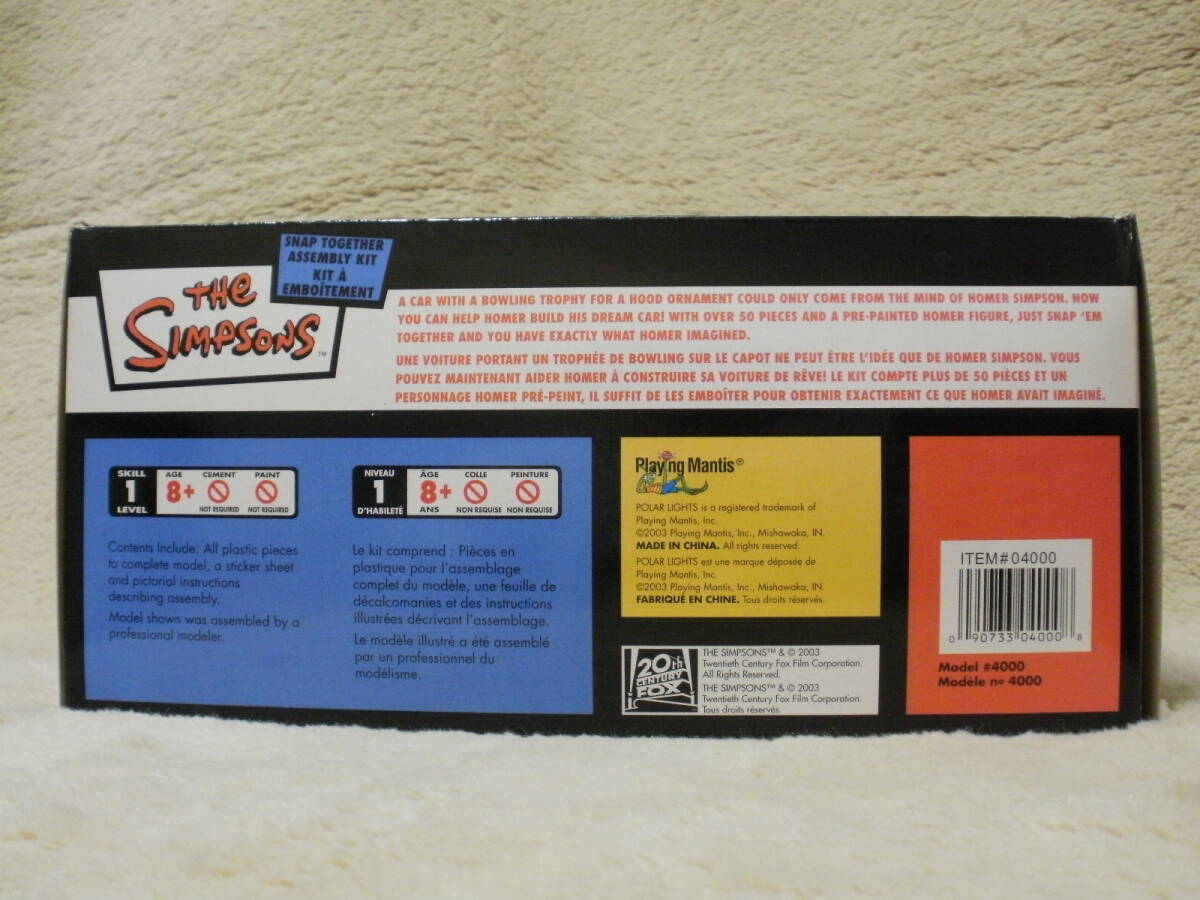 SNAP TOGETHER
ASSEMBLY KIT
KIT À
EMBOÎTEMENT
THE
SIMPSONS™
A CAR WITH A BOWLING TROPHY FOR A HOOD ORNAMENT COULD ONLY COME FROM THE MIND OF HOMER SIMPSON. NOW
YOU CAN HELP HOMER BUILD HIS DREAM CAR! WITH OVER 50 PIECES AND A PRE-PAINTED HOMER FIGURE, JUST SNAP 'EM
TOGETHER AND YOU HAVE EXACTLY WHAT HOMER IMAGINED.
UNE VOITURE PORTANT UN TROPHÉE DE BOWLING SUR LE CAPOT NE PEUT ÊTRE L'IDÉE QUE DE HOMER SIMPSON. VOUS
POUVEZ MAINTENANT AIDER HOMER À CONSTRUIRE SA VOITURE DE RÊVE! LE KIT COMPTE PLUS DE 50 PIÈCES ET UN
PERSONNAGE HOMER PRÉ-PEINT, IL SUFFIT DE LES EMBOÎTER POUR OBTENIR EXACTEMENT CE QUE HOMER AVAIT IMAGINÉ.
SKILL
1
LEVEL
AGE
8+
CEMENT
NOT REQUIRED
PAINT
NOT REQUIRED
Contents Include: All plastic pieces
to complete model, a sticker sheet
and pictorial instructions
describing assembly.
Model shown was assembled by a
professional modeler.
NIVEAU
1
D'HABILETÉ
ÂGE
8+
ANS
COLLE
NON REQUISE
PEINTURE
NON REQUISE
Le kit comprend : Pièces en
plastique pour l'assemblage
complet du modèle, une feuille de
décalcomanies et des instructions
illustrées décrivant l'assemblage.
Le modèle illustré a été assemblé
par un professionnel du
modélisme.
Playing Mantis®
POLAR LIGHTS is a registered trademark of
Playing Mantis, Inc.
©2003 Playing Mantis, Inc., Mishawaka, IN.
MADE IN CHINA. All rights reserved.
POLAR LIGHTS est une marque déposée de
Playing Mantis, Inc.
©2003 Playing Mantis, Inc., Mishawaka, IN.
FABRIQUÉ EN CHINE. Tous droits réservés.
20th
CENTURY
FOX
THE SIMPSONS™ & © 2003
Twentieth Century Fox Film Corporation.
All Rights Reserved.
THE SIMPSONS™ & © 2003
Twentieth Century Fox Film Corporation.
Tous droits réservés.
ITEM#04000
0 90733 04000 8
Model #4000
Modèle no 4000